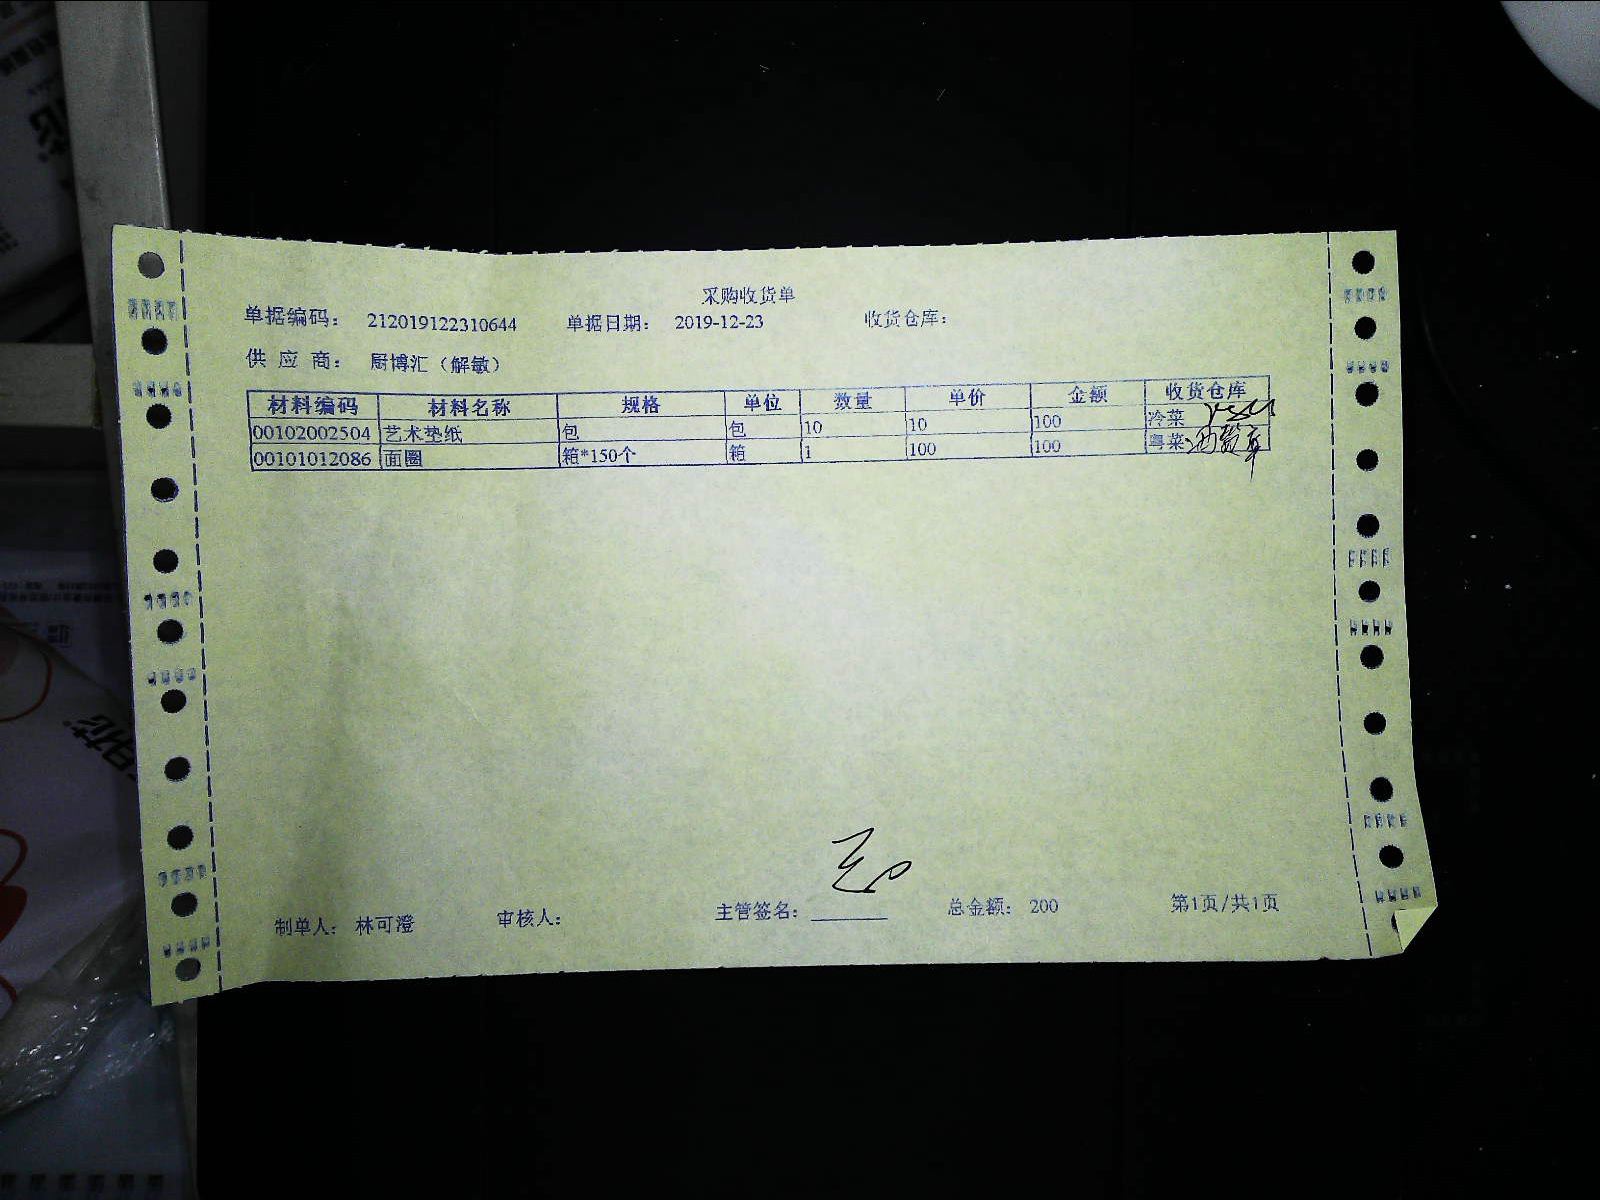 采购收货单
单据编码： 212019122310644 单据日期： 2019-12-23 收货仓库：
供 应 商： 厨博汇（解敏）
材料编码 材料名称 规格 单位 数量 单价 金额 收货仓库
00102002504 艺术垫纸 包 包 10 10 100 冷菜
00101012086 面圈 箱*150个 箱 1 100 100 粤菜
制单人： 林可澄 审核人： 主管签名： 总金额： 200 第1页/共1页